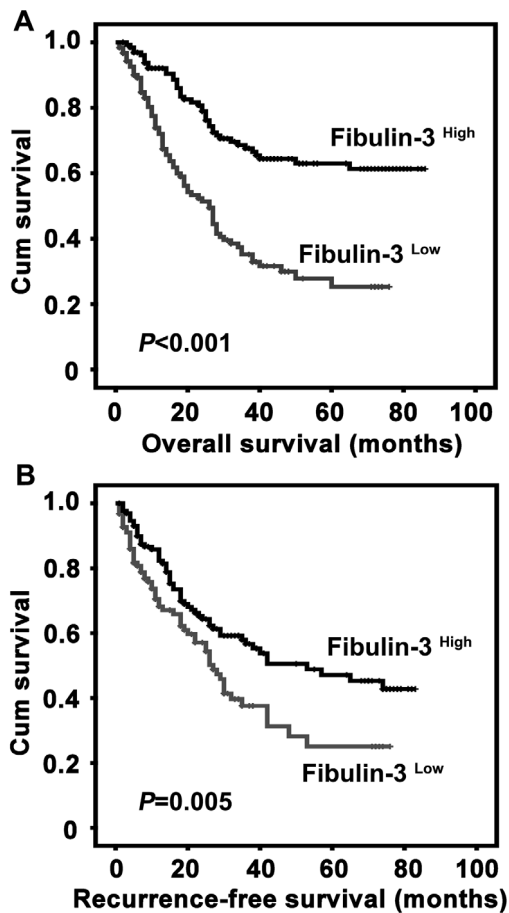 A
1.0
0.8
0.6
0.4
0.2
0
Cum survival
Fibulin-3 High
Fibulin-3 Low
P<0.001
0 20 40 60 80 100
Overall survival (months)
B
1.0
0.8
0.6
0.4
0.2
0
Cum survival
Fibulin-3 High
Fibulin-3 Low
P=0.005
0 20 40 60 80 100
Recurrence-free survival (months)